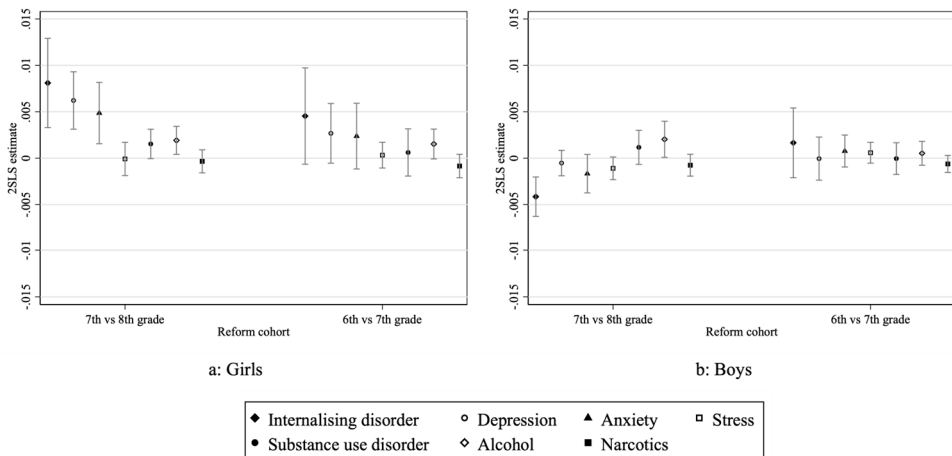 .015
.01
.005
0
-.005
-.01
-.015
2SLS estimate
7th vs 8th grade
6th vs 7th grade
Reform cohort
a: Girls
.015
.01
.005
0
-.005
-.01
-.015
2SLS estimate
7th vs 8th grade
6th vs 7th grade
Reform cohort
b: Boys
Internalising disorder Depression Anxiety Stress
Substance use disorder Alcohol Narcotics